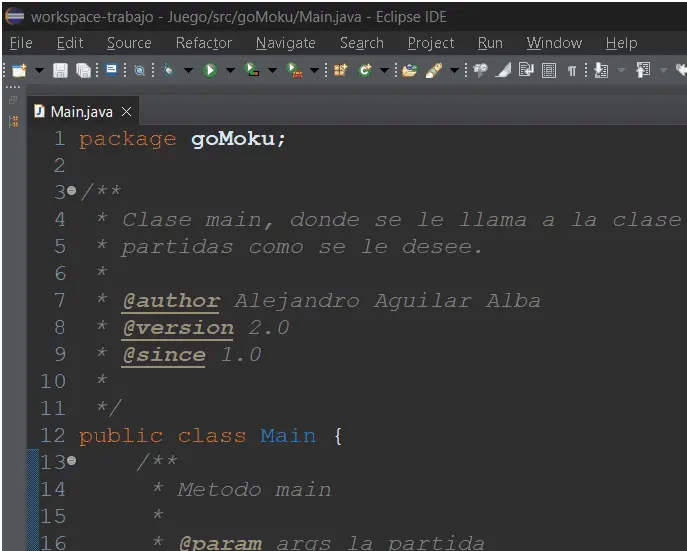 workspace-trabajo - Juego/src/goMoku/Main.java - Eclipse IDE
File Edit Source Refactor Navigate Search Project Run Window Help
Main.java
1 package goMoku;
2
3 /**
4 * Clase main, donde se le llama a la clase
5 * partidas como se le desee.
6 *
7 * @author Alejandro Aguilar Alba
8 * @version 2.0
9 * @since 1.0
10 *
11 */
12 public class Main {
13 /**
14 * Metodo main
15 *
16 * @param args la partida